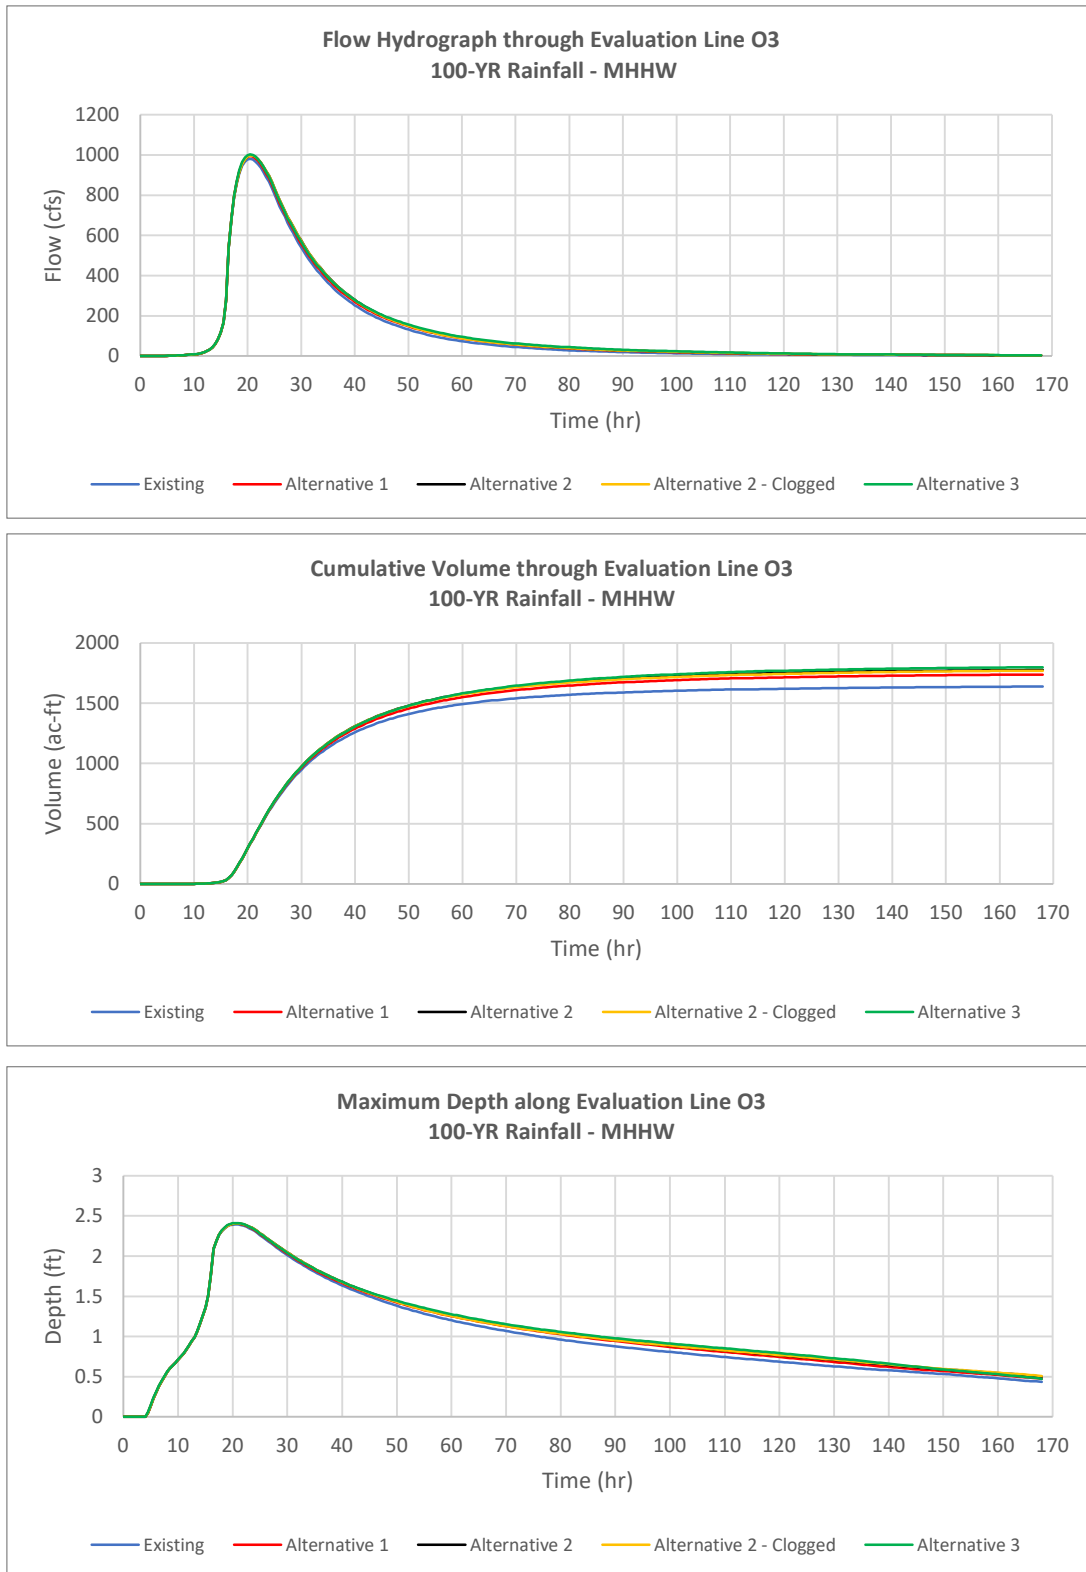 Flow Hydrograph through Evaluation Line O3
100-YR Rainfall - MHHW
1200
1000
800
600
400
200
0
Flow (cfs)
0 10 20 30 40 50 60 70 80 90 100 110 120 130 140 150 160 170
Time (hr)
Existing Alternative 1 Alternative 2 Alternative 2 - Clogged Alternative 3
Cumulative Volume through Evaluation Line O3
100-YR Rainfall - MHHW
2000
1500
1000
500
0
Volume (ac-ft)
0 10 20 30 40 50 60 70 80 90 100 110 120 130 140 150 160 170
Time (hr)
Existing Alternative 1 Alternative 2 Alternative 2 - Clogged Alternative 3
Maximum Depth along Evaluation Line O3
100-YR Rainfall - MHHW
3
2.5
2
1.5
1
0.5
0
Depth (ft)
0 10 20 30 40 50 60 70 80 90 100 110 120 130 140 150 160 170
Time (hr)
Existing Alternative 1 Alternative 2 Alternative 2 - Clogged Alternative 3